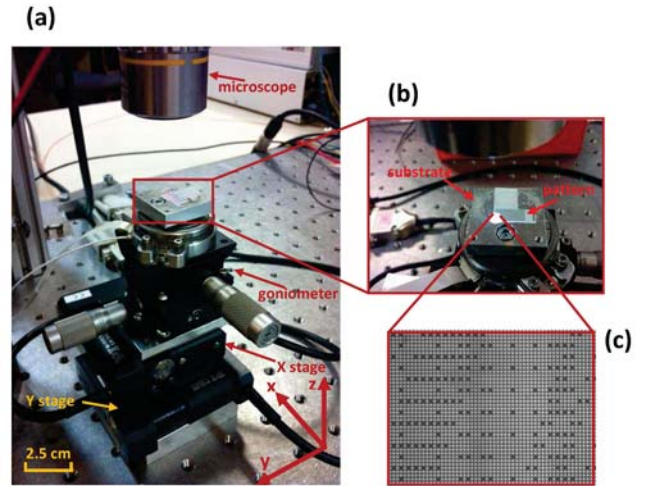 (a)
microscope
(b)
substrate
pattern
goniometer
X stage
z
x
Y stage
y
2.5 cm
(c)